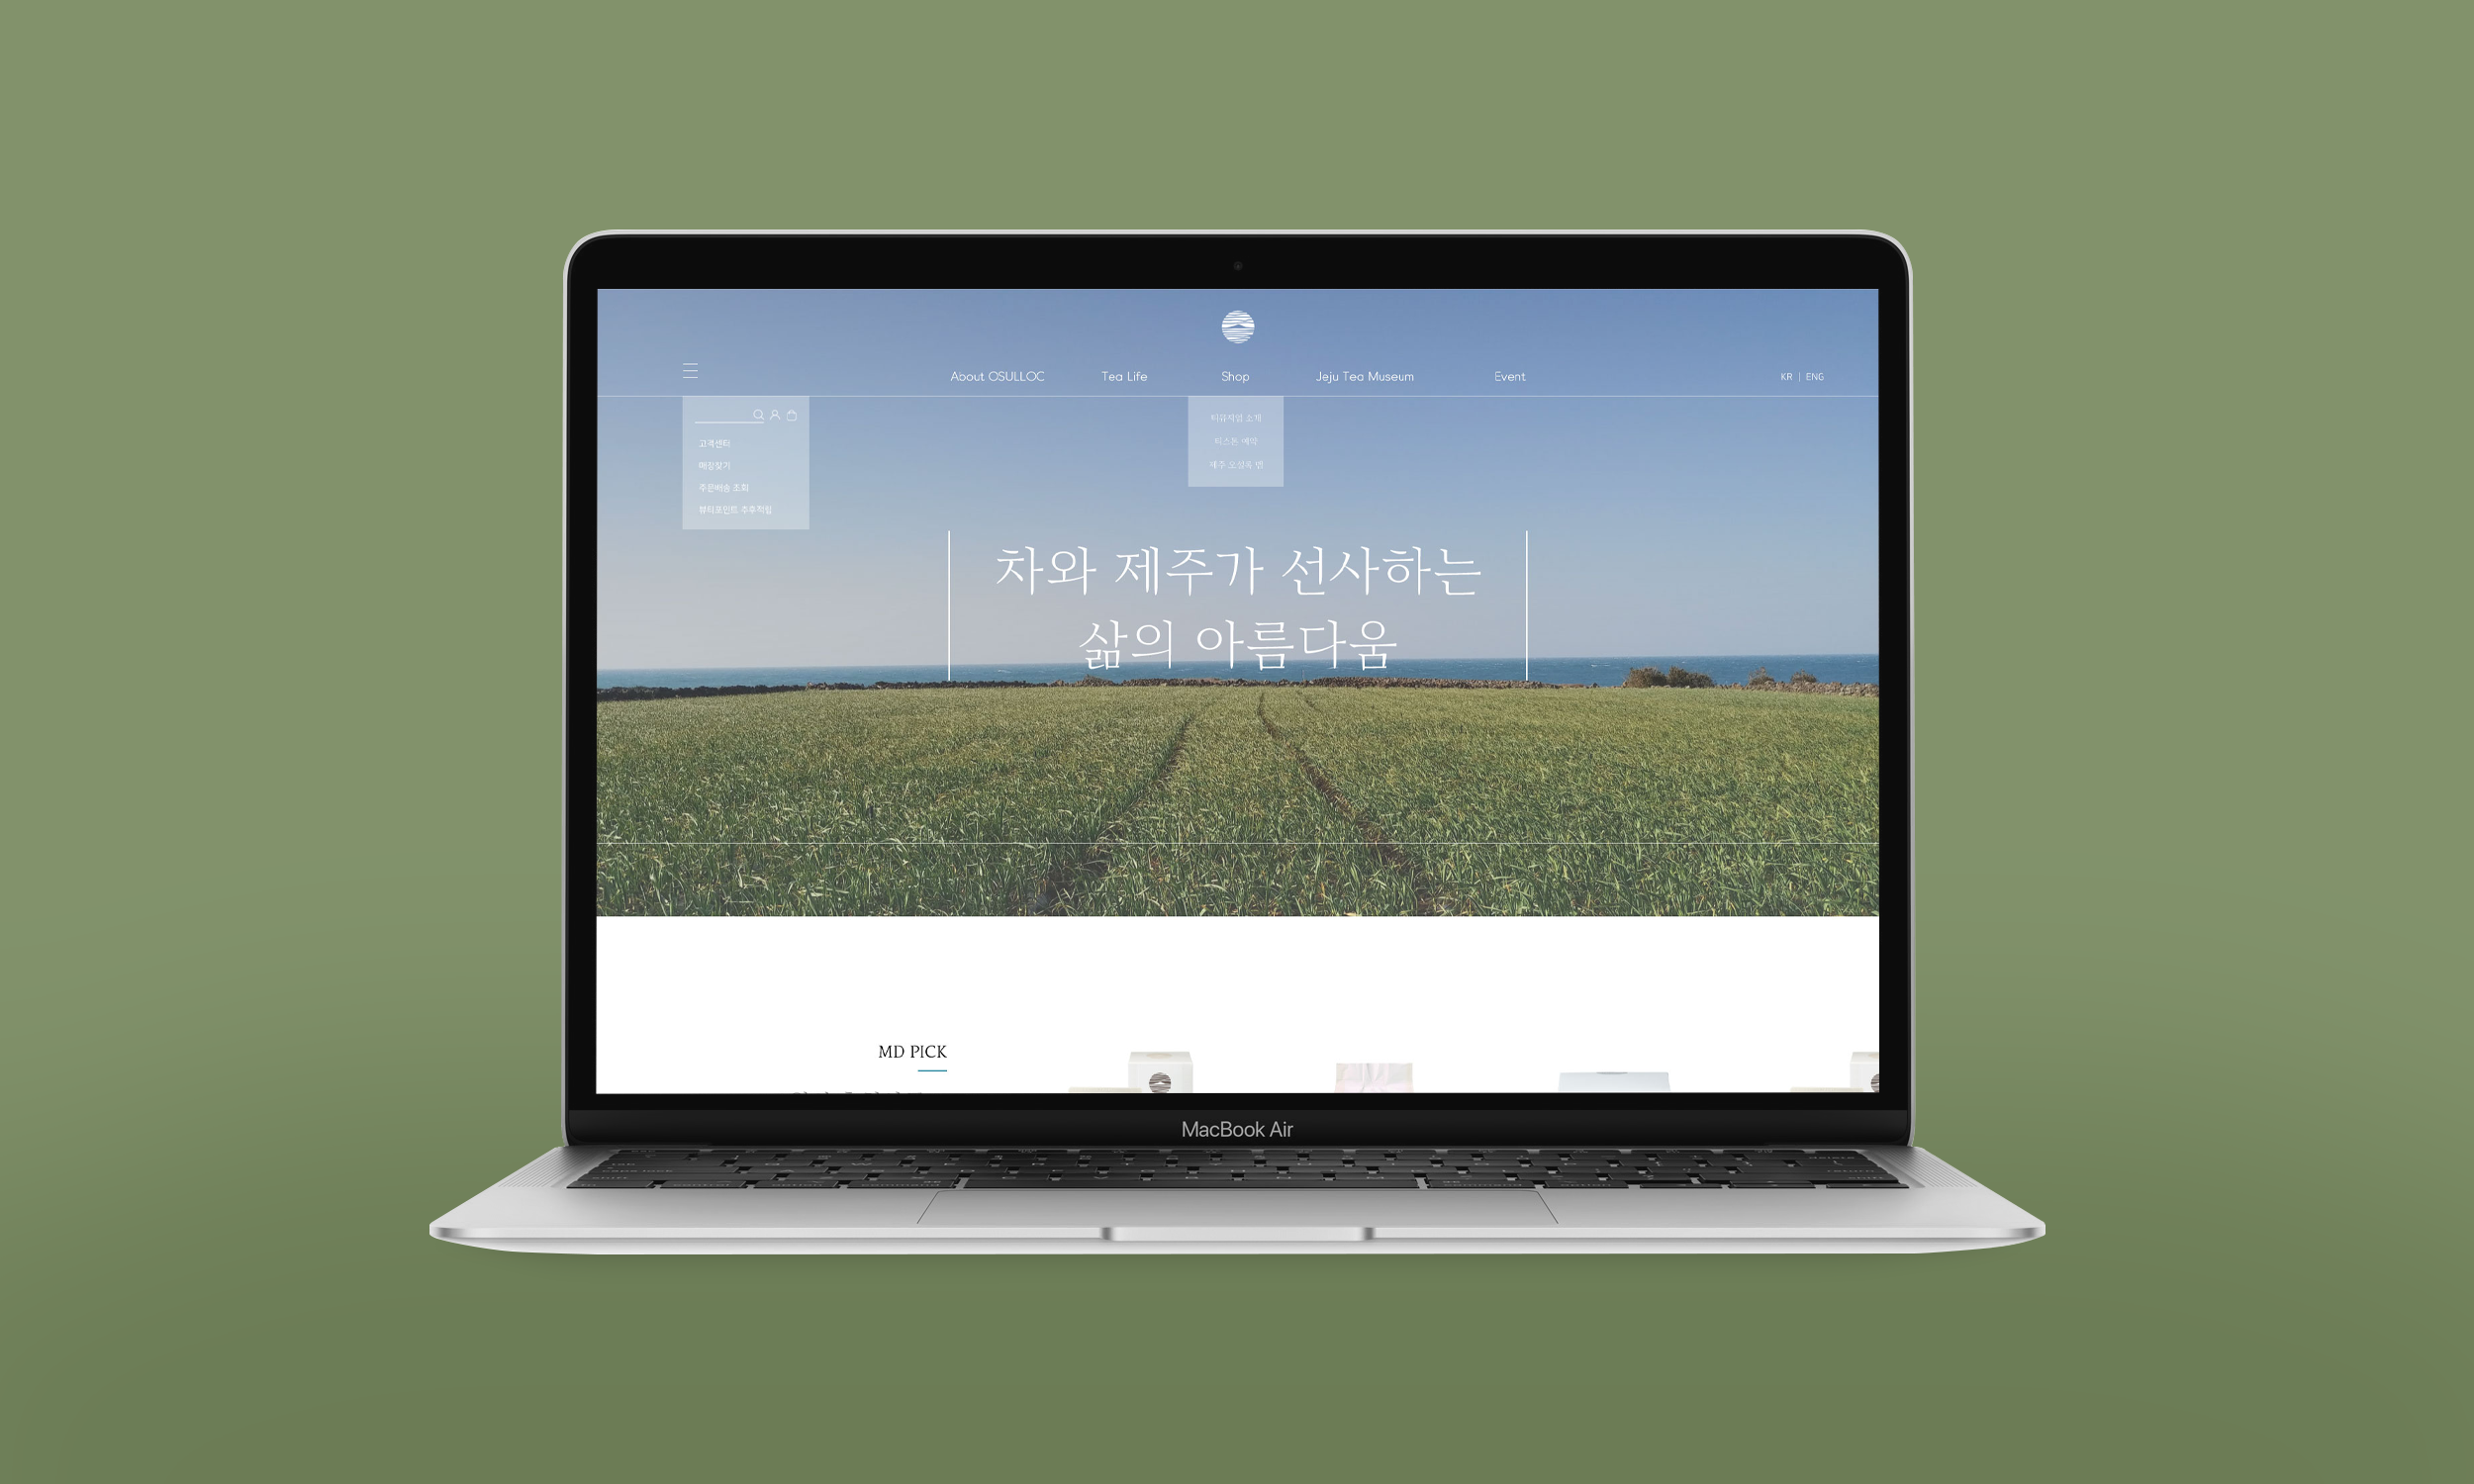 About OSULLOC
Tea Life
Shop
Jeju Tea Museum
Event
KR | ENG
고객센터
매장찾기
주문배송 조회
뷰티포인트 추후적립
티뮤지엄 소개
티스톤 예약
제주 오설록 맵
차와 제주가 선사하는
삶의 아름다움
MD PICK
MacBook Air